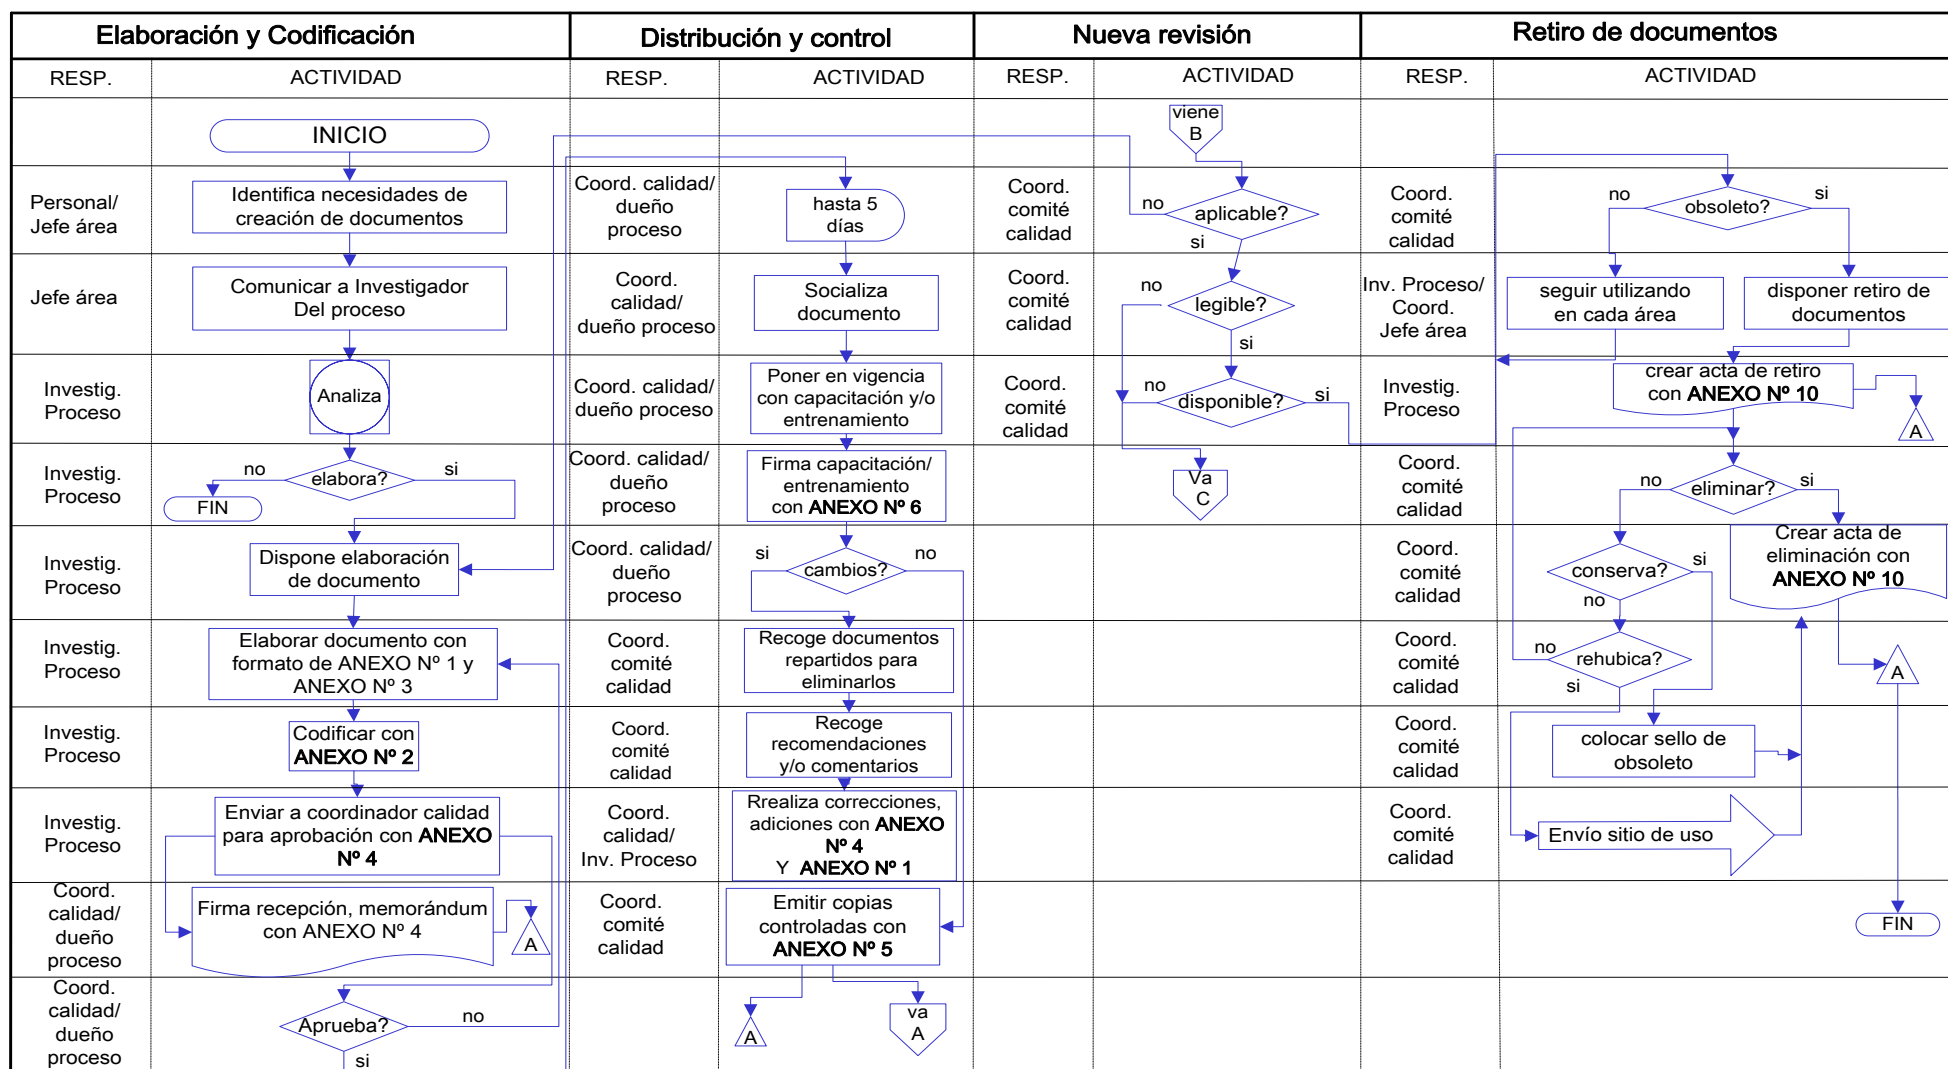 Elaboración y Codificación
Distribución y control
Nueva revisión
Retiro de documentos
RESP.
ACTIVIDAD
RESP.
ACTIVIDAD
RESP.
ACTIVIDAD
RESP.
ACTIVIDAD
INICIO
Personal/
Jefe área
Identifica necesidades de
creación de documentos
Jefe área
Comunicar a Investigador
Del proceso
Investig.
Proceso
Analiza
Investig.
Proceso
no
elabora?
si
FIN
Investig.
Proceso
Dispone elaboración
de documento
Investig.
Proceso
Elaborar documento con
formato de ANEXO Nº 1 y
ANEXO Nº 3
Investig.
Proceso
Codificar con
ANEXO Nº 2
Investig.
Proceso
Enviar a coordinador calidad
para aprobación con ANEXO
Nº 4
Coord.
calidad/
dueño
proceso
Firma recepción, memorándum
con ANEXO Nº 4
A
Coord.
calidad/
dueño
proceso
Aprueba?
no
si
Coord. calidad/
dueño
proceso
hasta 5
días
Coord.
calidad/
dueño proceso
Socializa
documento
Coord. calidad/
dueño proceso
Poner en vigencia
con capacitación y/o
entrenamiento
Coord. calidad/
dueño
proceso
Firma capacitación/
entrenamiento
con ANEXO Nº 6
Coord. calidad/
dueño
proceso
si
cambios?
no
Coord.
comité
calidad
Recoge documentos
repartidos para
eliminarlos
Coord.
comité
calidad
Recoge
recomendaciones
y/o comentarios
Coord.
calidad/
Inv. Proceso
Rrealiza correcciones,
adiciones con ANEXO
Nº 4
Y ANEXO Nº 1
Coord.
comité
calidad
Emitir copias
controladas con
ANEXO Nº 5
A
va
A
viene
B
Coord.
comité
calidad
no
aplicable?
si
Coord.
comité
calidad
no
legible?
si
Coord.
comité
calidad
no
disponible?
si
Va
C
Coord.
comité
calidad
no
obsoleto?
si
Inv. Proceso/
Coord.
Jefe área
seguir utilizando
en cada área
disponer retiro de
documentos
Investig.
Proceso
crear acta de retiro
con ANEXO Nº 10
A
Coord.
comité
calidad
no
eliminar?
si
Coord.
comité
calidad
conserva?
si
no
Crear acta de
eliminación con
ANEXO Nº 10
Coord.
comité
calidad
no
rehubica?
si
A
Coord.
comité
calidad
colocar sello de
obsoleto
Coord.
comité
calidad
Envío sitio de uso
FIN